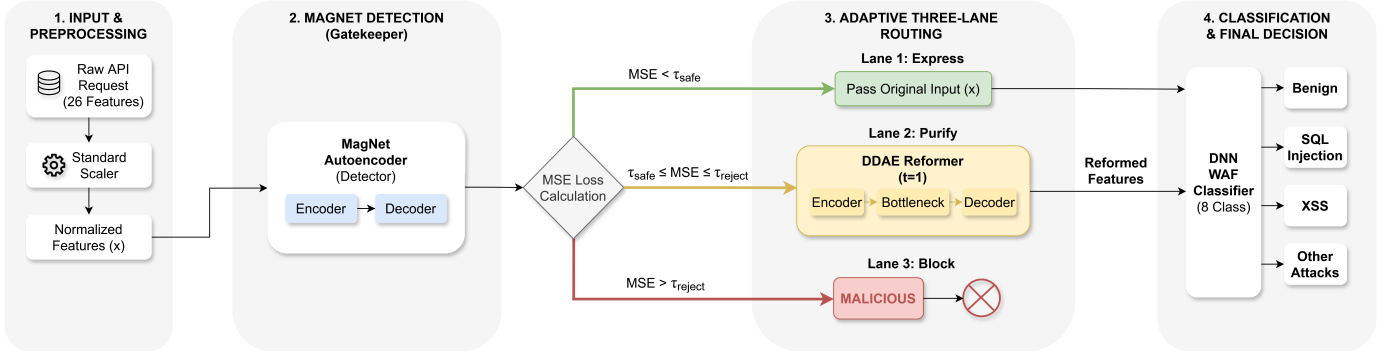 1. INPUT &
PREPROCESSING
Raw API
Request
(26 Features)
Standard
Scaler
Normalized
Features (x)
2. MAGNET DETECTION
(Gatekeeper)
MagNet
Autoencoder
(Detector)
Encoder
Decoder
MSE Loss
Calculation
MSE < τsafe
τsafe ≤ MSE ≤ τreject
MSE > τreject
3. ADAPTIVE THREE-LANE
ROUTING
Lane 1: Express
Pass Original Input (x)
Lane 2: Purify
DDAE Reformer
(t=1)
Encoder
Bottleneck
Decoder
Lane 3: Block
MALICIOUS
Reformed
Features
4. CLASSIFICATION
& FINAL DECISION
DNN
WAF
Classifier
(8 Class)
Benign
SQL
Injection
XSS
Other
Attacks